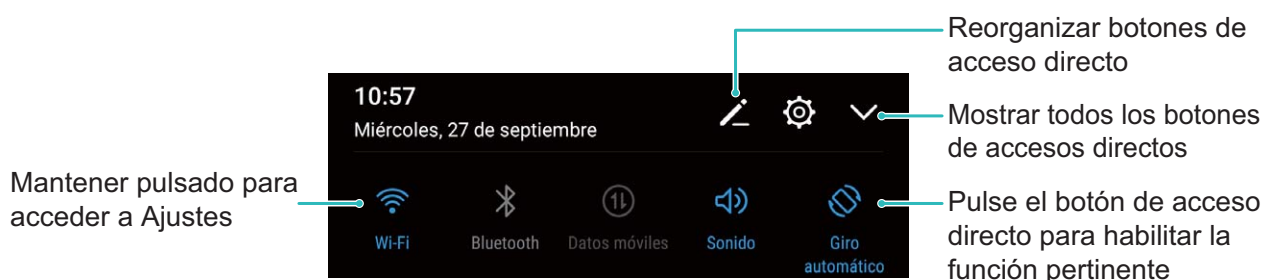 Reorganizar botones de
acceso directo
10:57
Miércoles, 27 de septiembre
Mostrar todos los botones
de accesos directos
Mantener pulsado para
acceder a Ajustes
Wi-Fi
Bluetooth
Datos móviles
Sonido
Giro
automático
Pulse el botón de acceso
directo para habilitar la
función pertinente